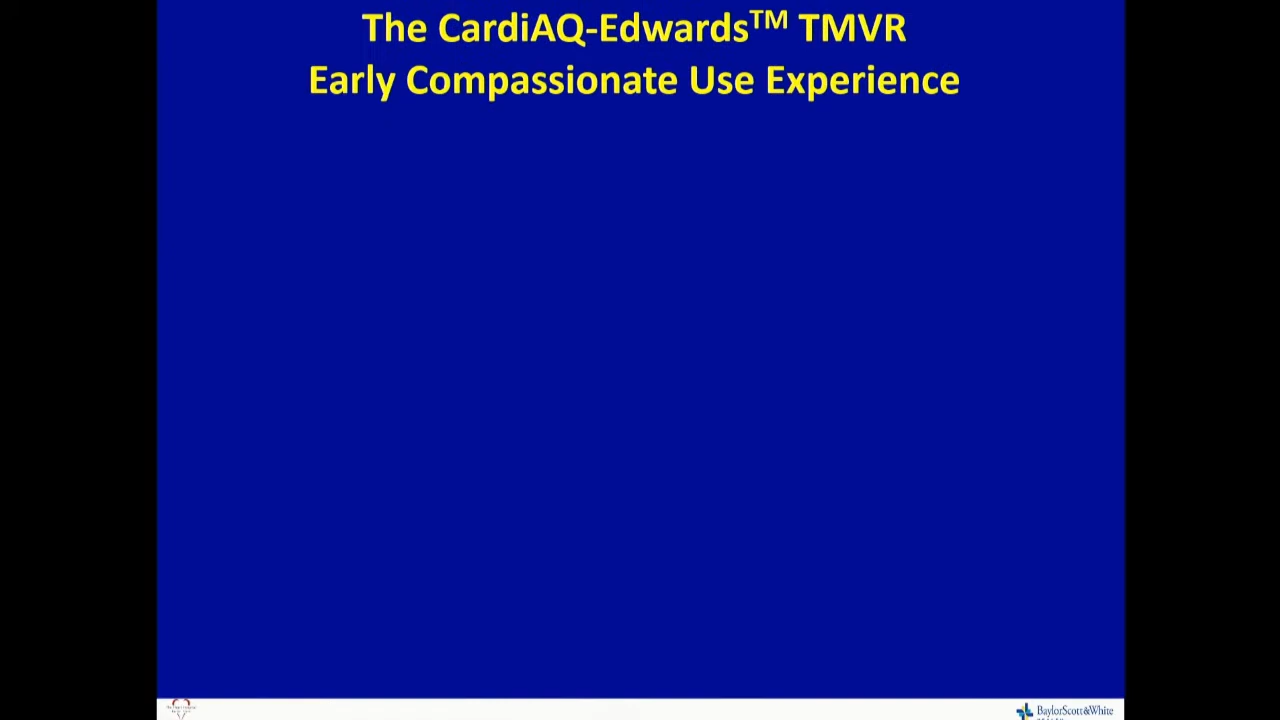 The CardiAQ-Edwards™ TMVR
Early Compassionate Use Experience
BaylorScott&White